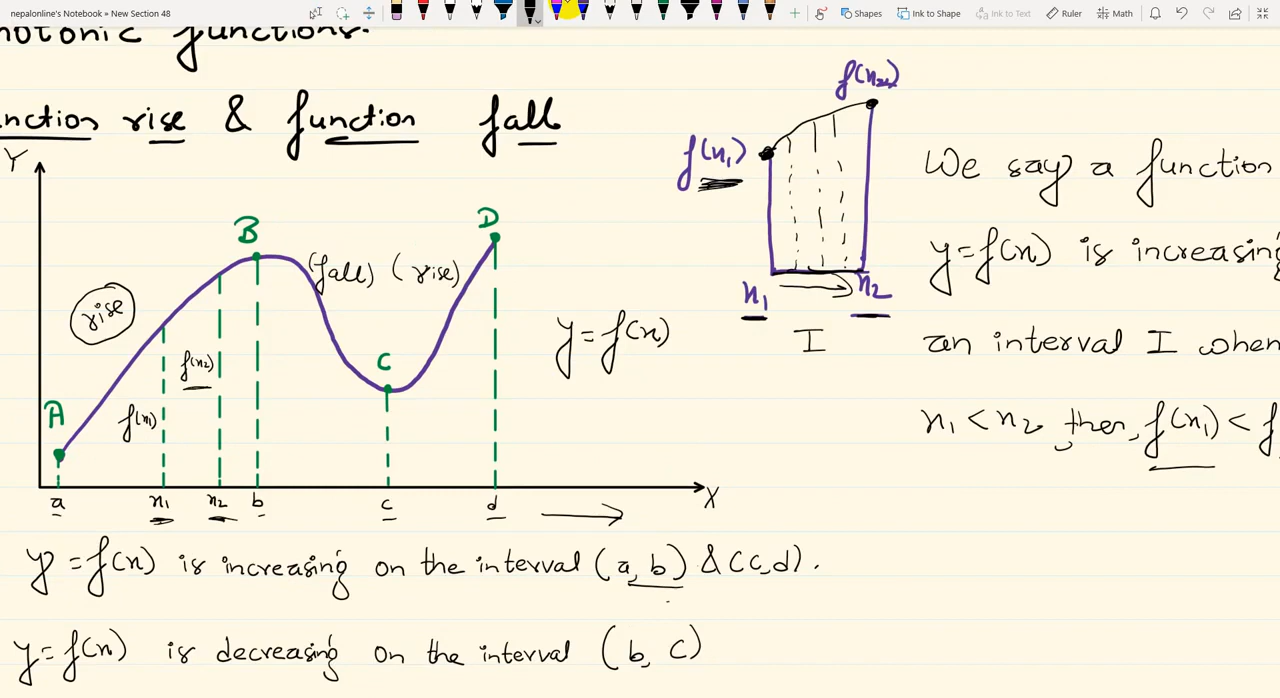 nepalonline's Notebook » New Section 48
Shapes
Ink to Shape
Ink to Text
Ruler
Math
notonic functions.
nction rise & function fall
Y
A
B
C
D
rise
(fall) (rise)
f(x1)
f(x2)
y=f(x)
a
x1
x2
b
c
d
X
f(x1)
f(x2)
x1
x2
I
We say a function
y=f(x) is increasing
an interval I when
x1 < x2, then, f(x1) < f
y=f(x) is increasing on the interval (a, b) & (c, d).
y=f(x) is decreasing on the interval (b, c)